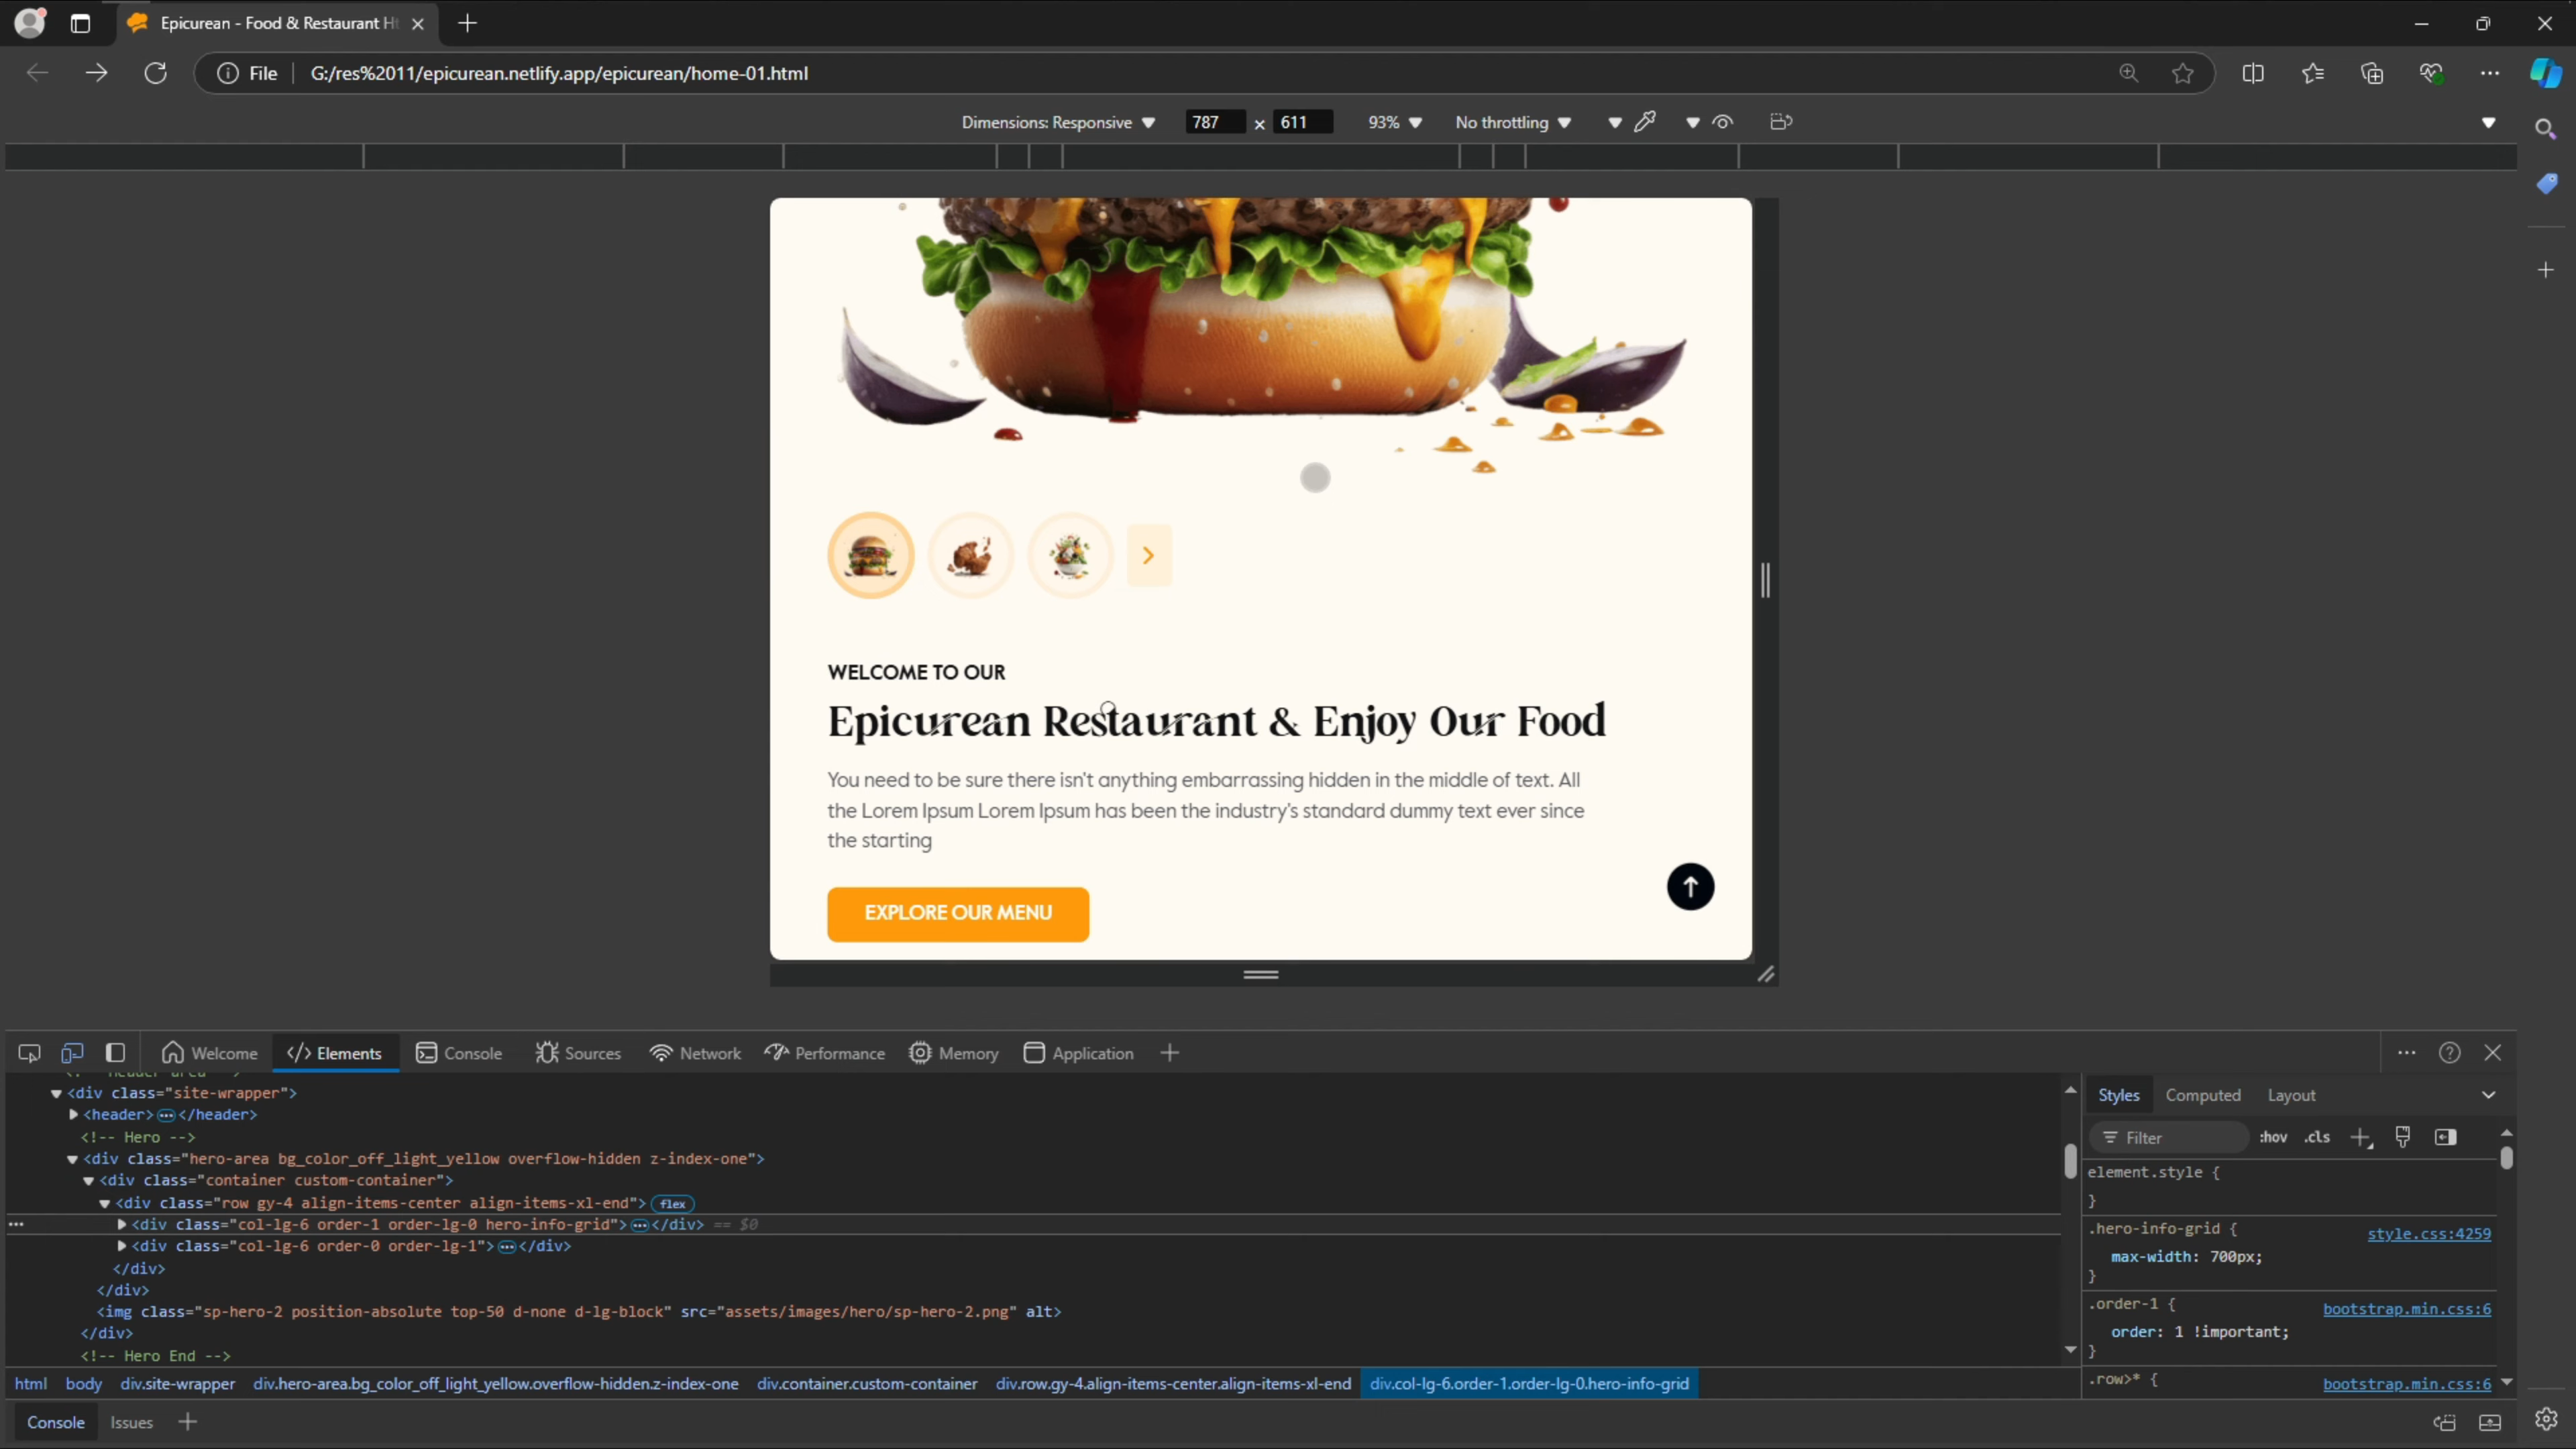 Epicurean - Food & Restaurant Ht
File
G:/res%2011/epicurean.netlify.app/epicurean/home-01.html
Dimensions: Responsive
787 x 611
93%
No throttling
WELCOME TO OUR
Epicurean Restaurant & Enjoy Our Food
You need to be sure there isn't anything embarrassing hidden in the middle of text. All
the Lorem Ipsum Lorem Ipsum has been the industry's standard dummy text ever since
the starting
EXPLORE OUR MENU
Welcome
Elements
Console
Sources
Network
Performance
Memory
Application
<div class="site-wrapper">
<header>…</header>
<!-- Hero -->
<div class="hero-area bg_color_off_light_yellow overflow-hidden z-index-one">
<div class="container custom-container">
<div class="row gy-4 align-items-center align-items-xl-end"> flex
<div class="col-lg-6 order-1 order-lg-0 hero-info-grid">…</div> == $0
<div class="col-lg-6 order-0 order-lg-1">…</div>
</div>
</div>
<img class="sp-hero-2 position-absolute top-50 d-none d-lg-block" src="assets/images/hero/sp-hero-2.png" alt>
</div>
<!-- Hero End -->
Styles
Computed
Layout
Filter
:hov
.cls
element.style {
}
.hero-info-grid {
style.css:4259
max-width: 700px;
}
.order-1 {
bootstrap.min.css:6
order: 1 !important;
}
.row>* {
bootstrap.min.css:6
html
body
div.site-wrapper
div.hero-area.bg_color_off_light_yellow.overflow-hidden.z-index-one
div.container.custom-container
div.row.gy-4.align-items-center.align-items-xl-end
div.col-lg-6.order-1.order-lg-0.hero-info-grid
Console
Issues